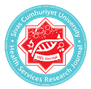 Sivas Cumhuriyet University
Health Services Research Journal